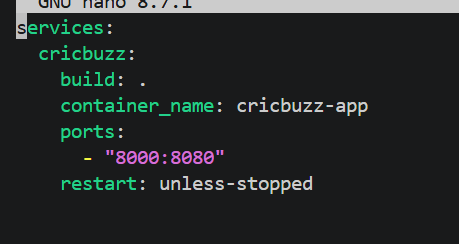 GNU nano 8.7.1
services:
  cricbuzz:
    build: .
    container_name: cricbuzz-app
    ports:
      - "8000:8080"
    restart: unless-stopped